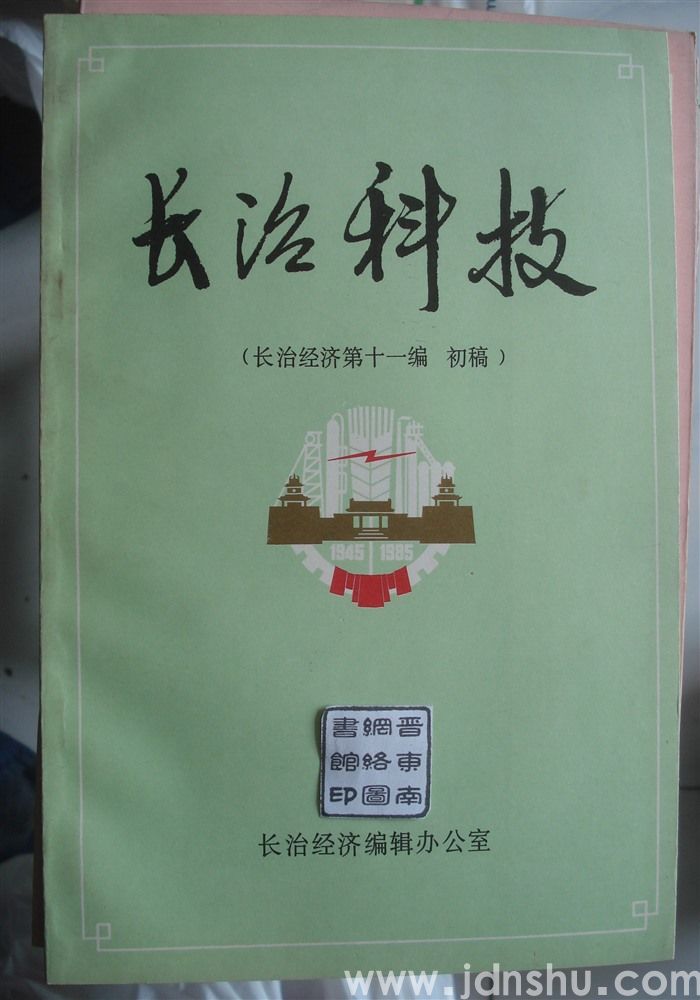 长治科技
（长治经济第十一编 初稿）
1945 1985
晋東南
網絡圖
書館印
长治经济编辑办公室
www.jdnshu.com